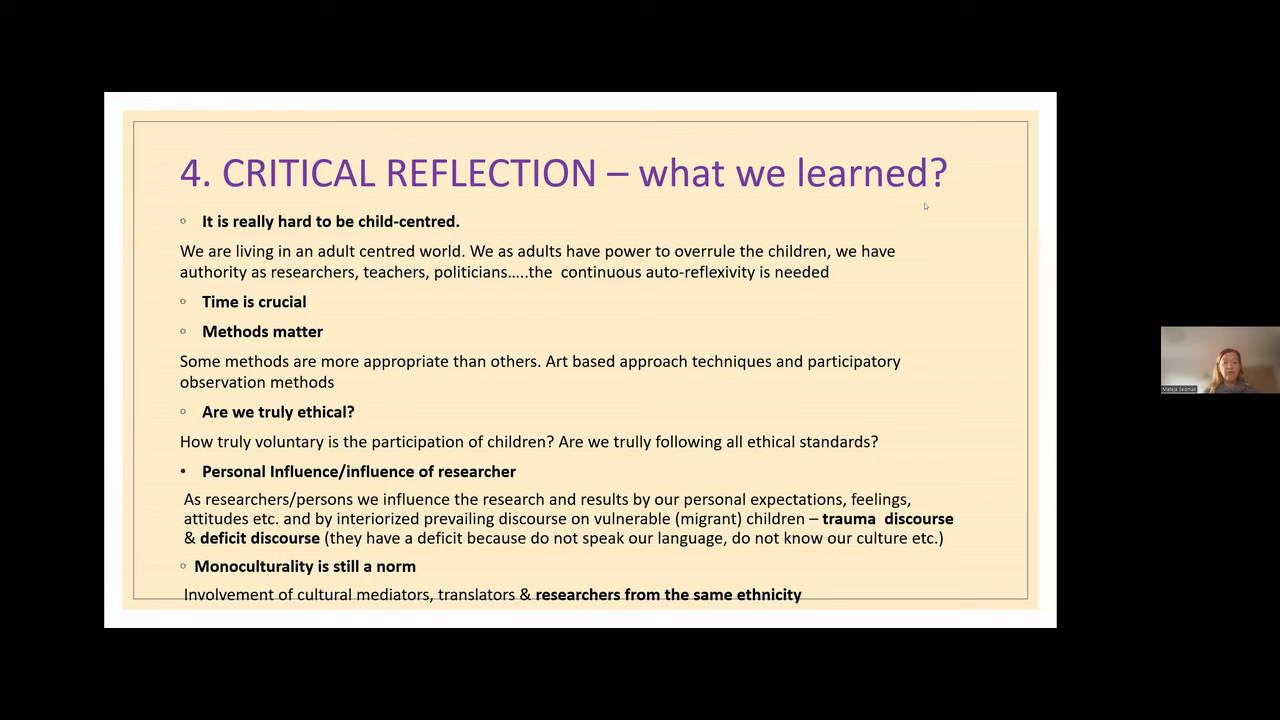 4. CRITICAL REFLECTION – what we learned?
◦ It is really hard to be child-centred.
We are living in an adult centred world. We as adults have power to overrule the children, we have
authority as researchers, teachers, politicians…..the  continuous auto-reflexivity is needed
◦ Time is crucial
◦ Methods matter
Some methods are more appropriate than others. Art based approach techniques and participatory
observation methods
◦ Are we truly ethical?
How truly voluntary is the participation of children? Are we trully following all ethical standards?
• Personal Influence/influence of researcher
As researchers/persons we influence the research and results by our personal expectations, feelings,
attitudes etc. and by interiorized prevailing discourse on vulnerable (migrant) children – trauma  discourse
& deficit discourse (they have a deficit because do not speak our language, do not know our culture etc.)
◦ Monoculturality is still a norm
Involvement of cultural mediators, translators & researchers from the same ethnicity
Mateja Sedmak